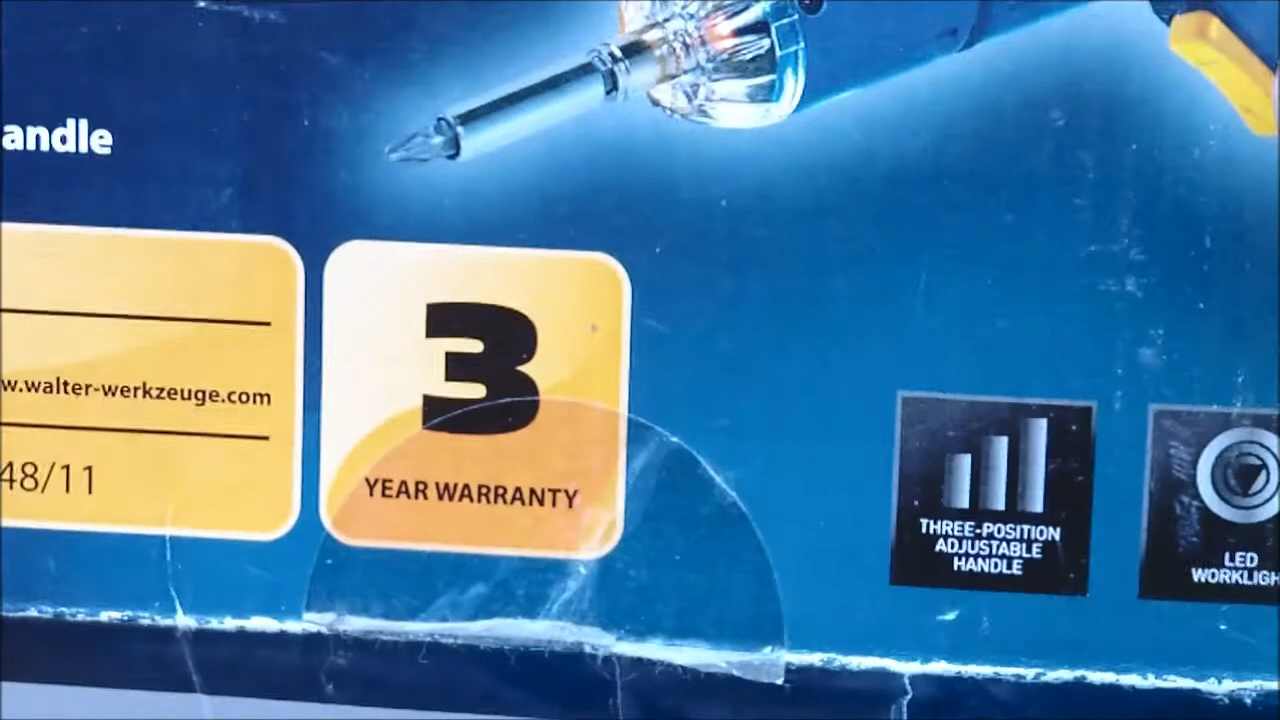 andle
w.walter-werkzeuge.com
48/11
3
YEAR WARRANTY
THREE-POSITION
ADJUSTABLE
HANDLE
LED
WORKLIGH